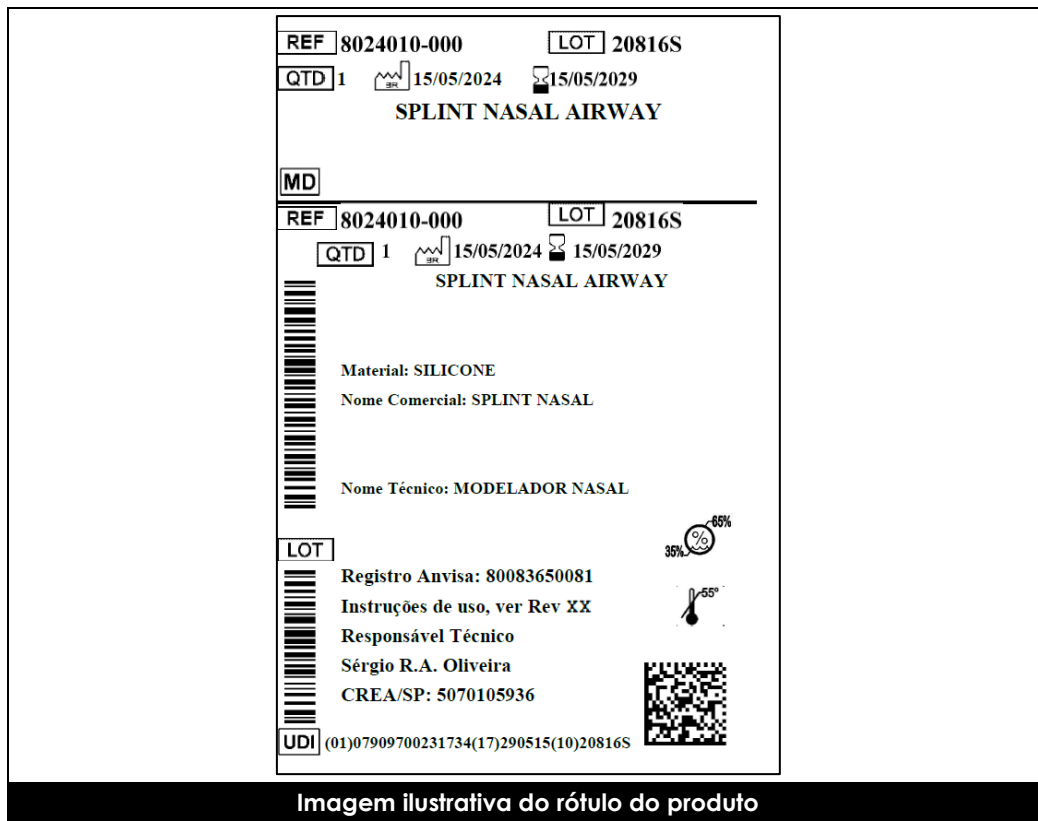 REF 8024010-000 LOT 20816S
QTD 1 BR 15/05/2024 15/05/2029
SPLINT NASAL AIRWAY
MD
REF 8024010-000 LOT 20816S
QTD 1 BR 15/05/2024 15/05/2029
SPLINT NASAL AIRWAY
Material: SILICONE
Nome Comercial: SPLINT NASAL
Nome Técnico: MODELADOR NASAL
65%
%
35%
LOT
Registro Anvisa: 80083650081
55°
Instruções de uso, ver Rev XX
Responsável Técnico
Sérgio R.A. Oliveira
CREA/SP: 5070105936
UDI (01)07909700231734(17)290515(10)20816S
Imagem ilustrativa do rótulo do produto